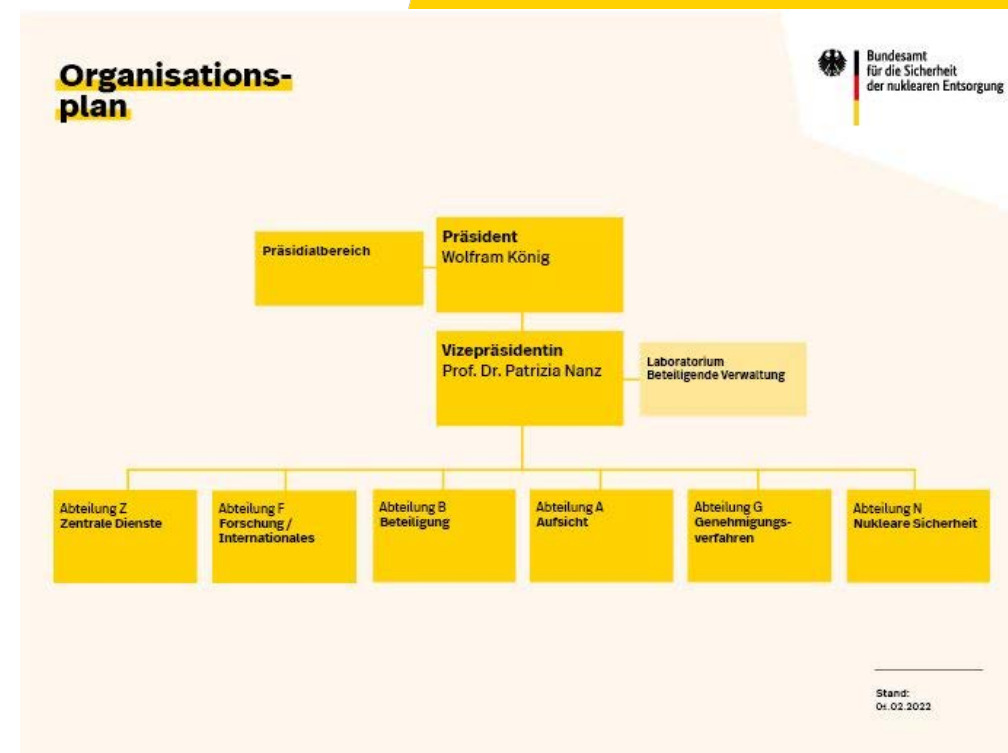 Organisations-
plan
Bundesamt
für die Sicherheit
der nuklearen Entsorgung
Präsidialbereich
Präsident
Wolfram König
Vizepräsidentin
Prof. Dr. Patrizia Nanz
Laboratorium
Beteiligende Verwaltung
Abteilung Z
Zentrale Dienste
Abteilung F
Forschung /
Internationales
Abteilung B
Beteiligung
Abteilung A
Aufsicht
Abteilung G
Genehmigungs-
verfahren
Abteilung N
Nukleare Sicherheit
Stand:
01.02.2022